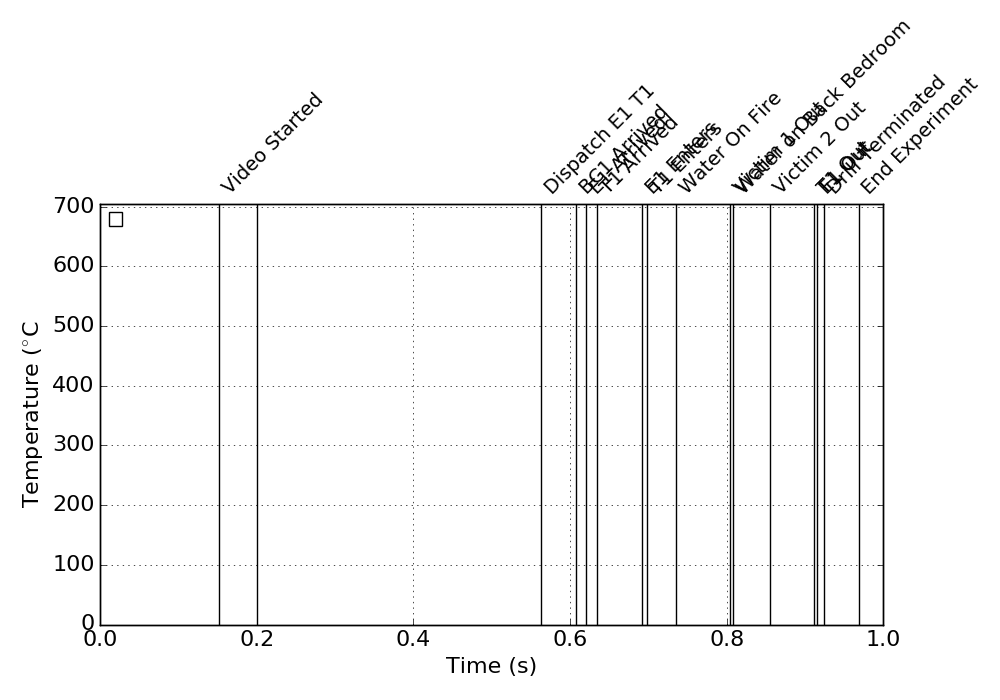 Video Started
Dispatch E1 T1
BC1 Arrived
E1 Arrived
T1 Arrived
E1 Enters
T1 Enters
Water On Fire
Victim 1 Out
Water on Back Bedroom
Victim 2 Out
E1 Out
Drill Terminated
End Experiment
700
600
500
400
300
200
100
0
Temperature (°C
0.0 0.2 0.4 0.6 0.8 1.0
Time (s)